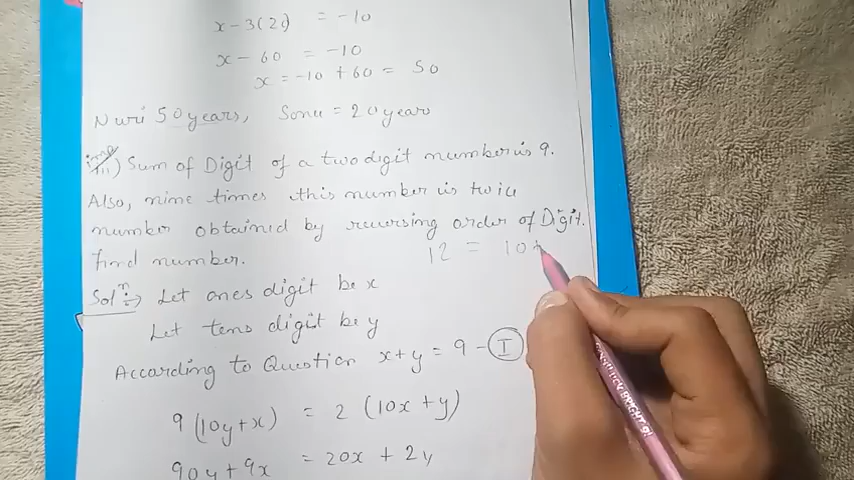 x - 3(20) = -10
x - 60 = -10
x = -10 + 60 = 50
Nuri 50 years, Sonu = 20 years
imp
iii) Sum of Digit of a two digit number is 9.
Also, nine times this number is twice
number obtained by reversing order of Digit.
find number.
12 = 10+
Solⁿ :→ Let ones digit be x
Let tens digit be y
According to Question x + y = 9 - I
9 (10y + x) = 2 (10x + y)
90y + 9x = 20x + 2y